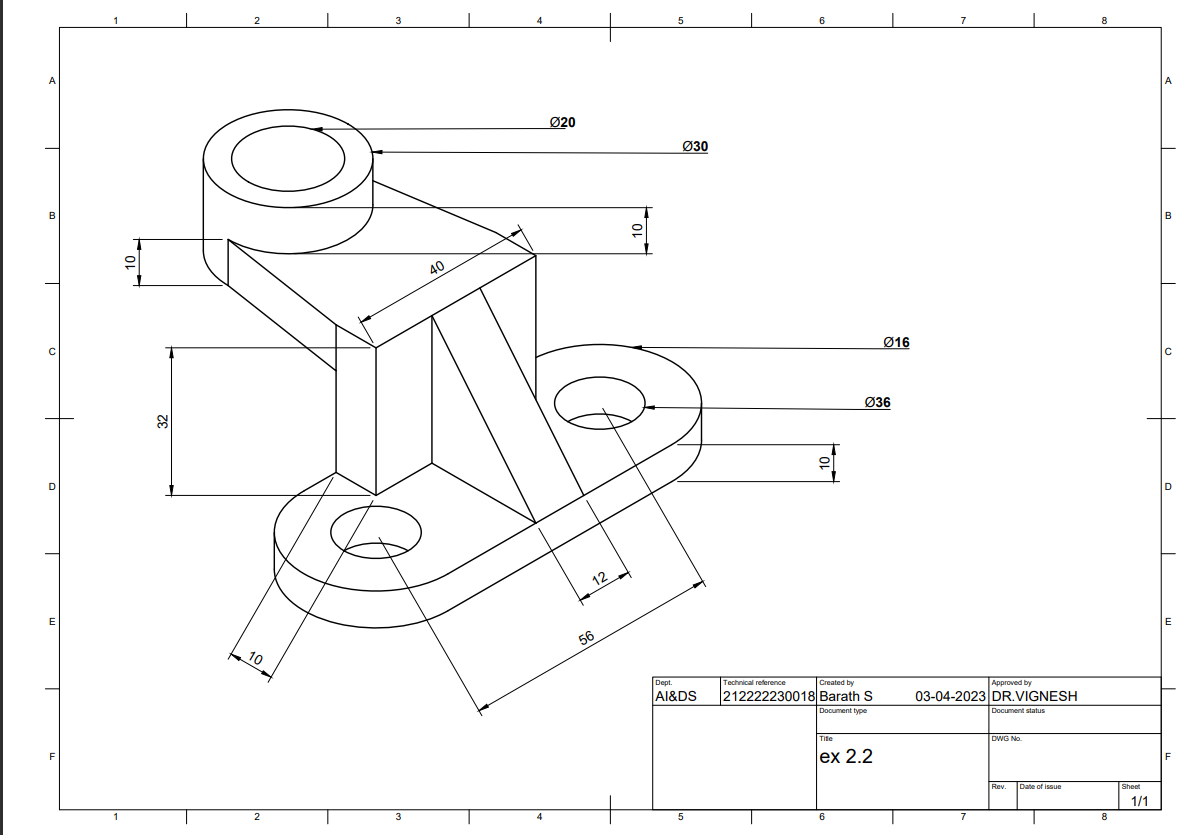 1 2 3 4 5 6 7 8
A A
Ø20
Ø30
B B
10
10
40
Ø16
C C
Ø36
32
10
D D
12
E E
56
10
Dept. Technical reference Created by Approved by
AI&DS 212222230018 Barath S 03-04-2023 DR.VIGNESH
Document type Document status
Title DWG No.
F ex 2.2 F
Rev. Date of issue Sheet
1/1
1 2 3 4 5 6 7 8